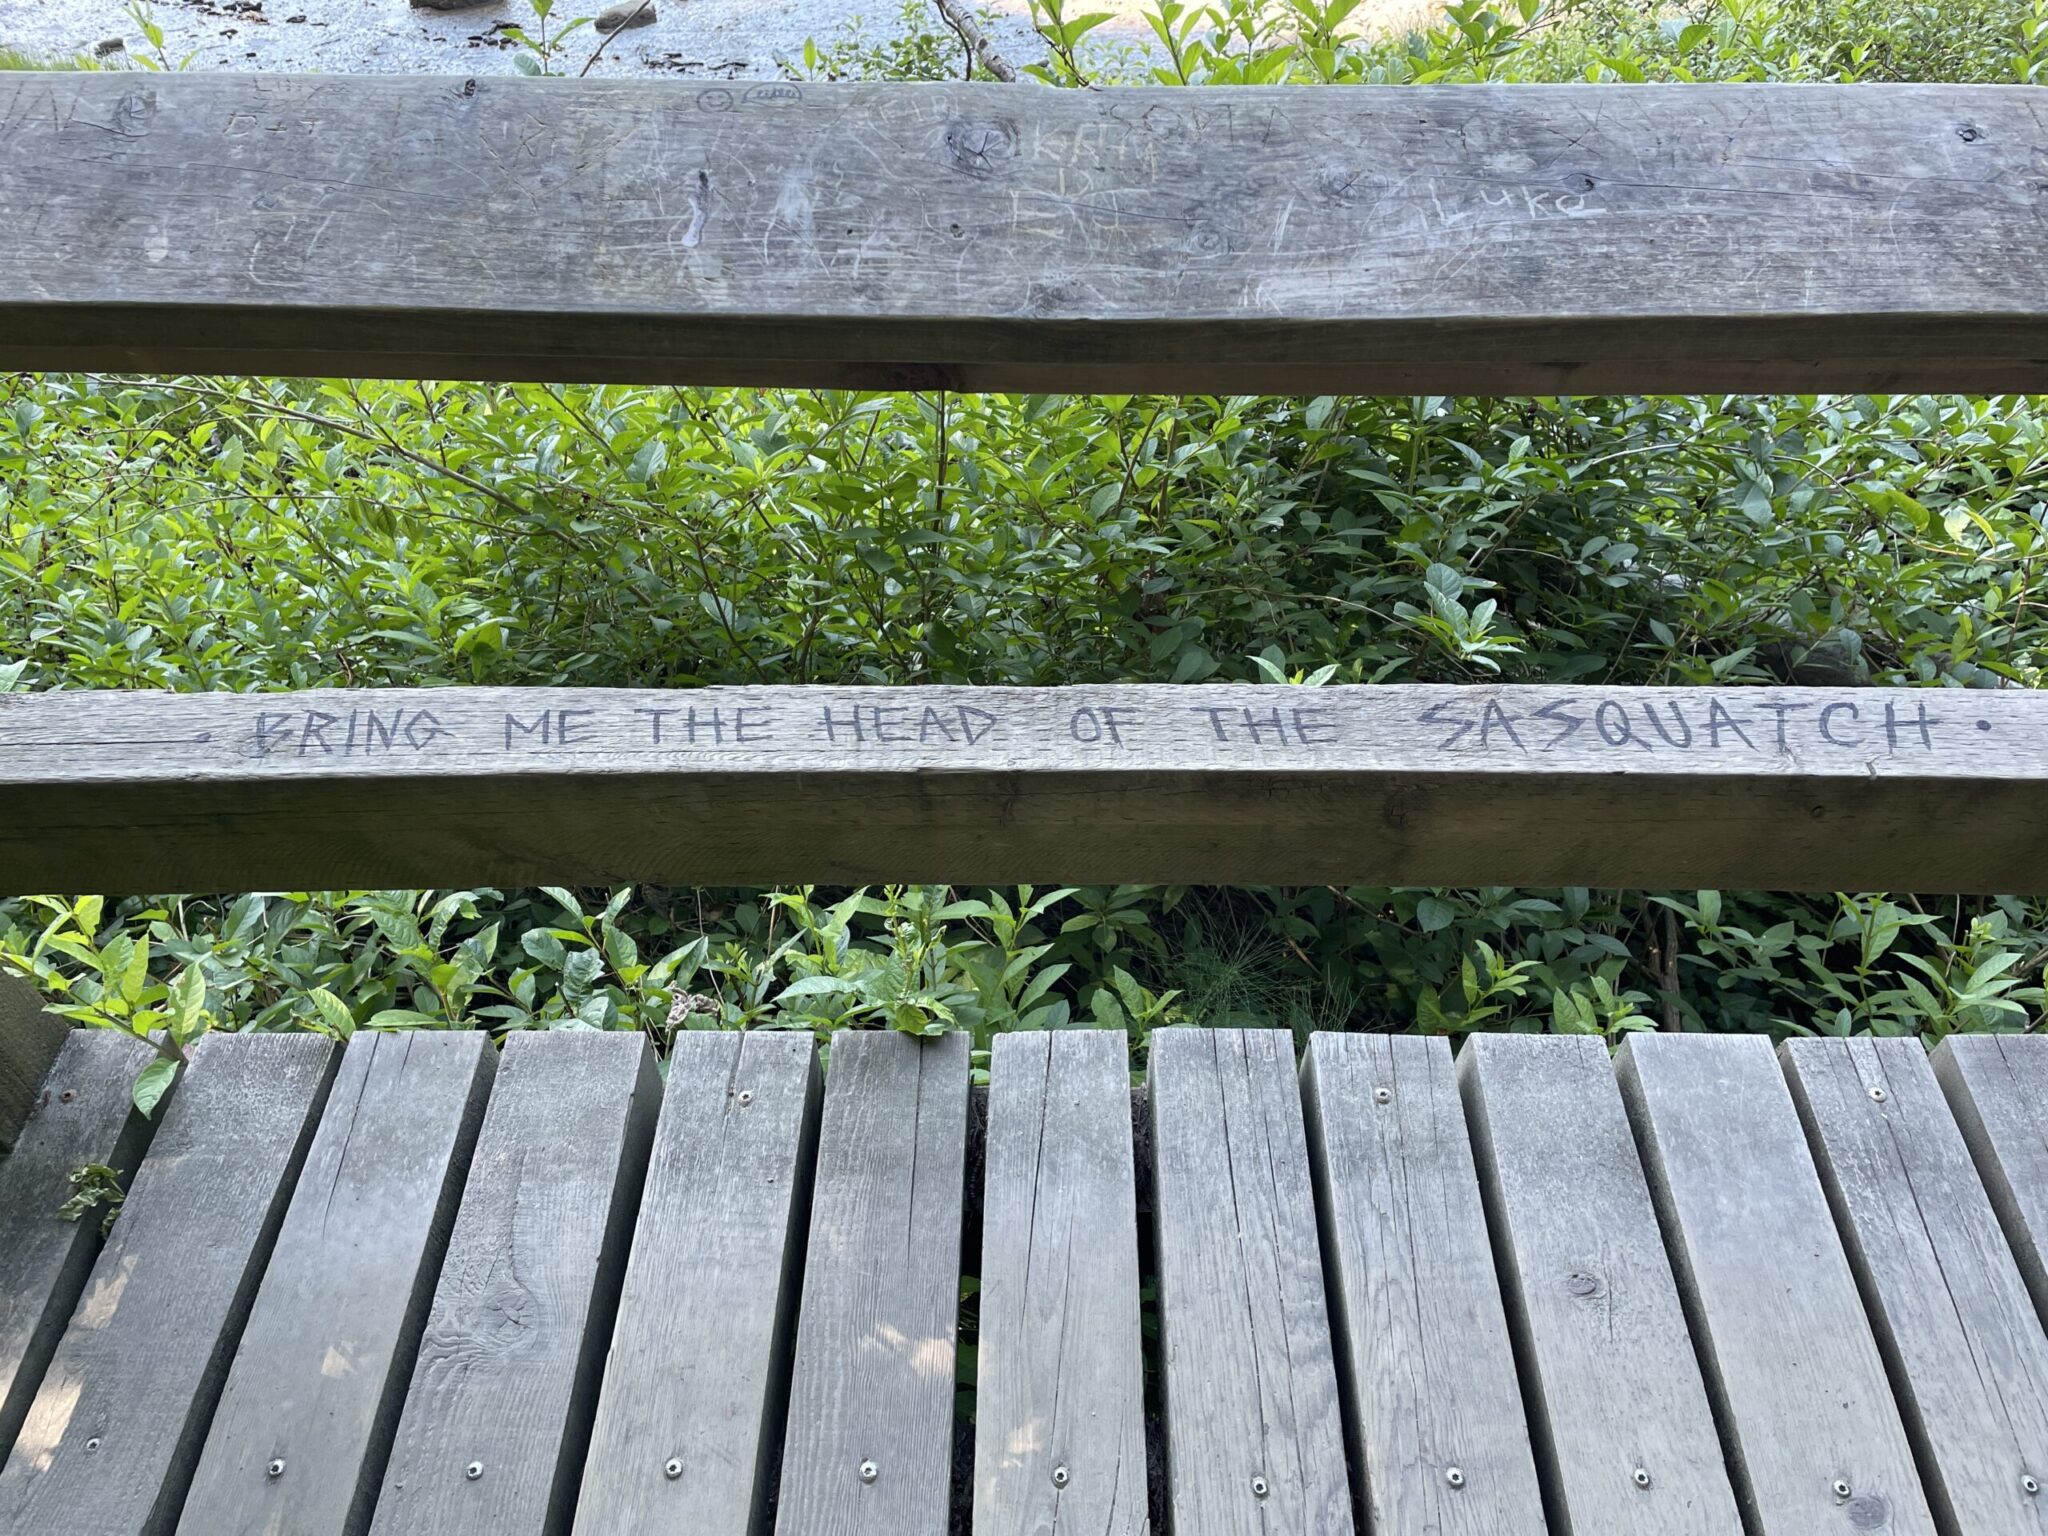 Luke
• BRING ME THE HEAD OF THE SASQUATCH •